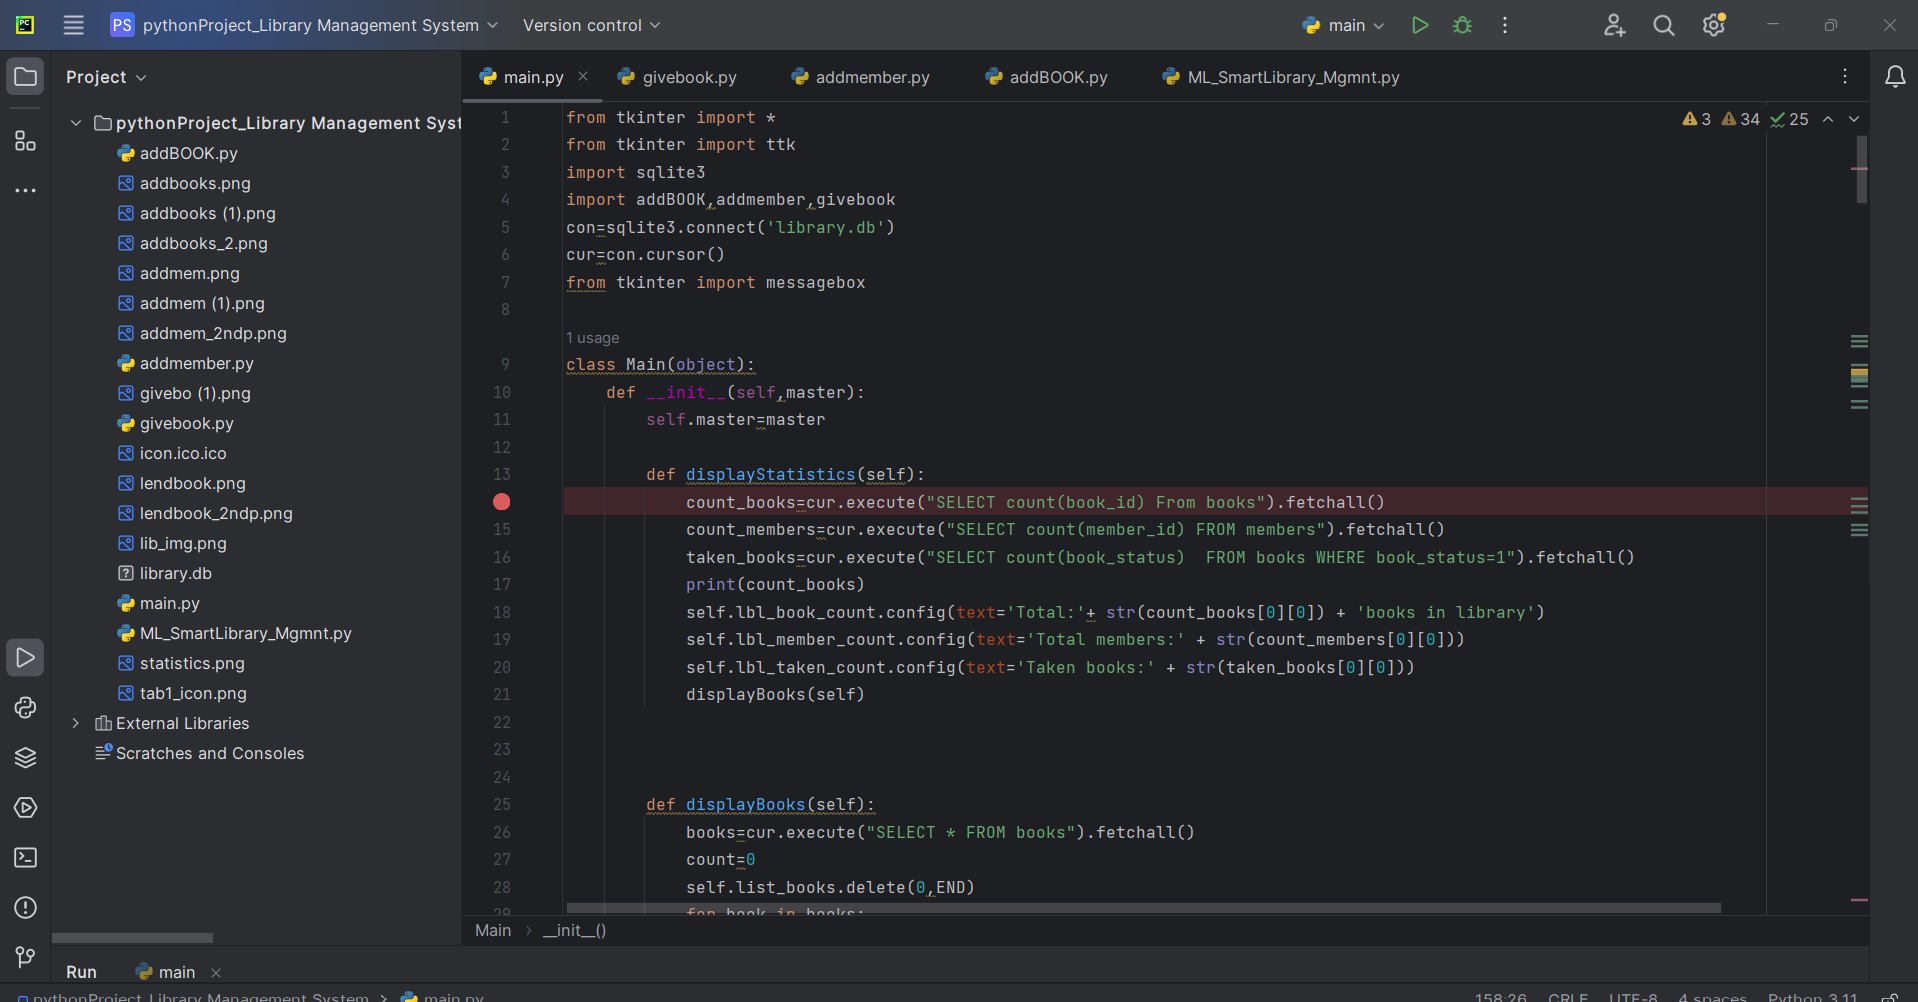 PC
PS pythonProject_Library Management System Version control main
Project
main.py givebook.py addmember.py addBOOK.py ML_SmartLibrary_Mgmnt.py
pythonProject_Library Management Syst
addBOOK.py
addbooks.png
addbooks (1).png
addbooks_2.png
addmem.png
addmem (1).png
addmem_2ndp.png
addmember.py
givebo (1).png
givebook.py
icon.ico.ico
lendbook.png
lendbook_2ndp.png
lib_img.png
library.db
main.py
ML_SmartLibrary_Mgmnt.py
statistics.png
tab1_icon.png
External Libraries
Scratches and Consoles
3 34 25
1 from tkinter import *
2 from tkinter import ttk
3 import sqlite3
4 import addBOOK,addmember,givebook
5 con=sqlite3.connect('library.db')
6 cur=con.cursor()
7 from tkinter import messagebox
8
1 usage
9 class Main(object):
10 def __init__(self,master):
11 self.master=master
12
13 def displayStatistics(self):
count_books=cur.execute("SELECT count(book_id) From books").fetchall()
15 count_members=cur.execute("SELECT count(member_id) FROM members").fetchall()
16 taken_books=cur.execute("SELECT count(book_status)  FROM books WHERE book_status=1").fetchall()
17 print(count_books)
18 self.lbl_book_count.config(text='Total:'+ str(count_books[0][0]) + 'books in library')
19 self.lbl_member_count.config(text='Total members:' + str(count_members[0][0]))
20 self.lbl_taken_count.config(text='Taken books:' + str(taken_books[0][0]))
21 displayBooks(self)
22
23
24
25 def displayBooks(self):
26 books=cur.execute("SELECT * FROM books").fetchall()
27 count=0
28 self.list_books.delete(0,END)
29 for book in books:
Main > __init__()
Run main
pythonProject_Library Management System > main.py 158:26 CRLF UTF-8 4 spaces Python 3.11